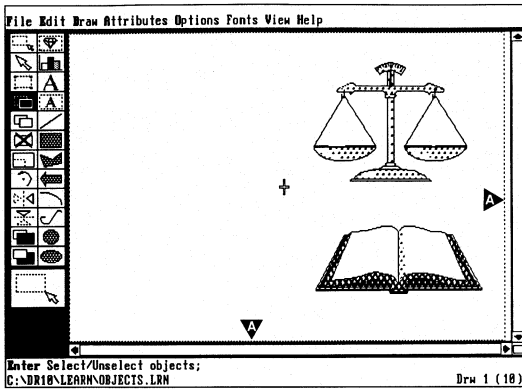 File Edit Draw Attributes Options Fonts View Help
A
A
A
A
Enter Select/Unselect objects;
C:\DR10\LEARN\OBJECTS.LRN Drw 1 (10)